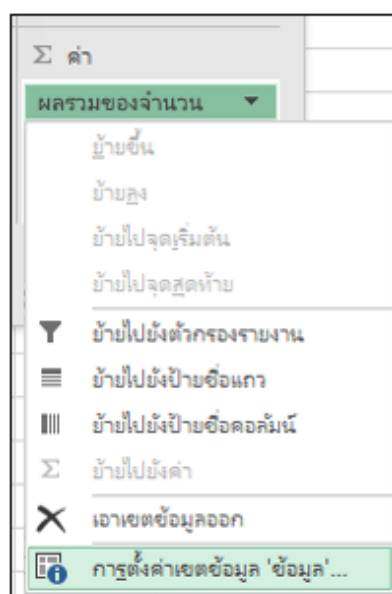 Σ ค่า
ผลรวมของจำนวน
ย้ายขึ้น
ย้ายลง
ย้ายไปจุดเริ่มต้น
ย้ายไปจุดสุดท้าย
ย้ายไปยังตัวกรองรายงาน
ย้ายไปยังป้ายชื่อแถว
ย้ายไปยังป้ายชื่อคอลัมน์
Σ ย้ายไปยังค่า
เอาเขตข้อมูลออก
การตั้งค่าเขตข้อมูล 'ข้อมูล'...